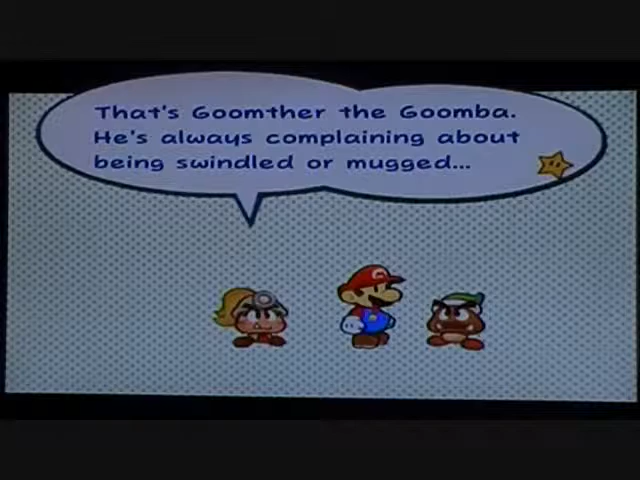 That's Goomther the Goomba.
He's always complaining about
being swindled or mugged...